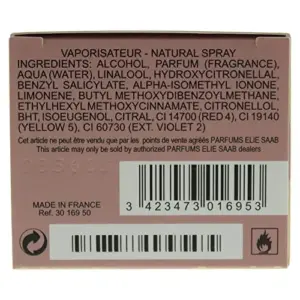 VAPORISATEUR - NATURAL SPRAY
INGREDIENTS: ALCOHOL, PARFUM (FRAGRANCE),
AQUA (WATER), LINALOOL, HYDROXYCITRONELLAL,
BENZYL SALICYLATE, ALPHA-ISOMETHYL IONONE,
LIMONENE, BUTYL METHOXYDIBENZOYLMETHANE,
ETHYLHEXYL METHOXYCINNAMATE, CITRONELLOL,
BHT, ISOEUGENOL, CITRAL, CI 14700 (RED 4), CI 19140
(YELLOW 5), CI 60730 (EXT. VIOLET 2)
Cet article ne peut être vendu que par les points de vente agréés PARFUMS ELIE SAAB
This article may only be sold by authorized PARFUMS ELIE SAAB dealers
MADE IN FRANCE
Ref. 30 169 50
3 423473 016953